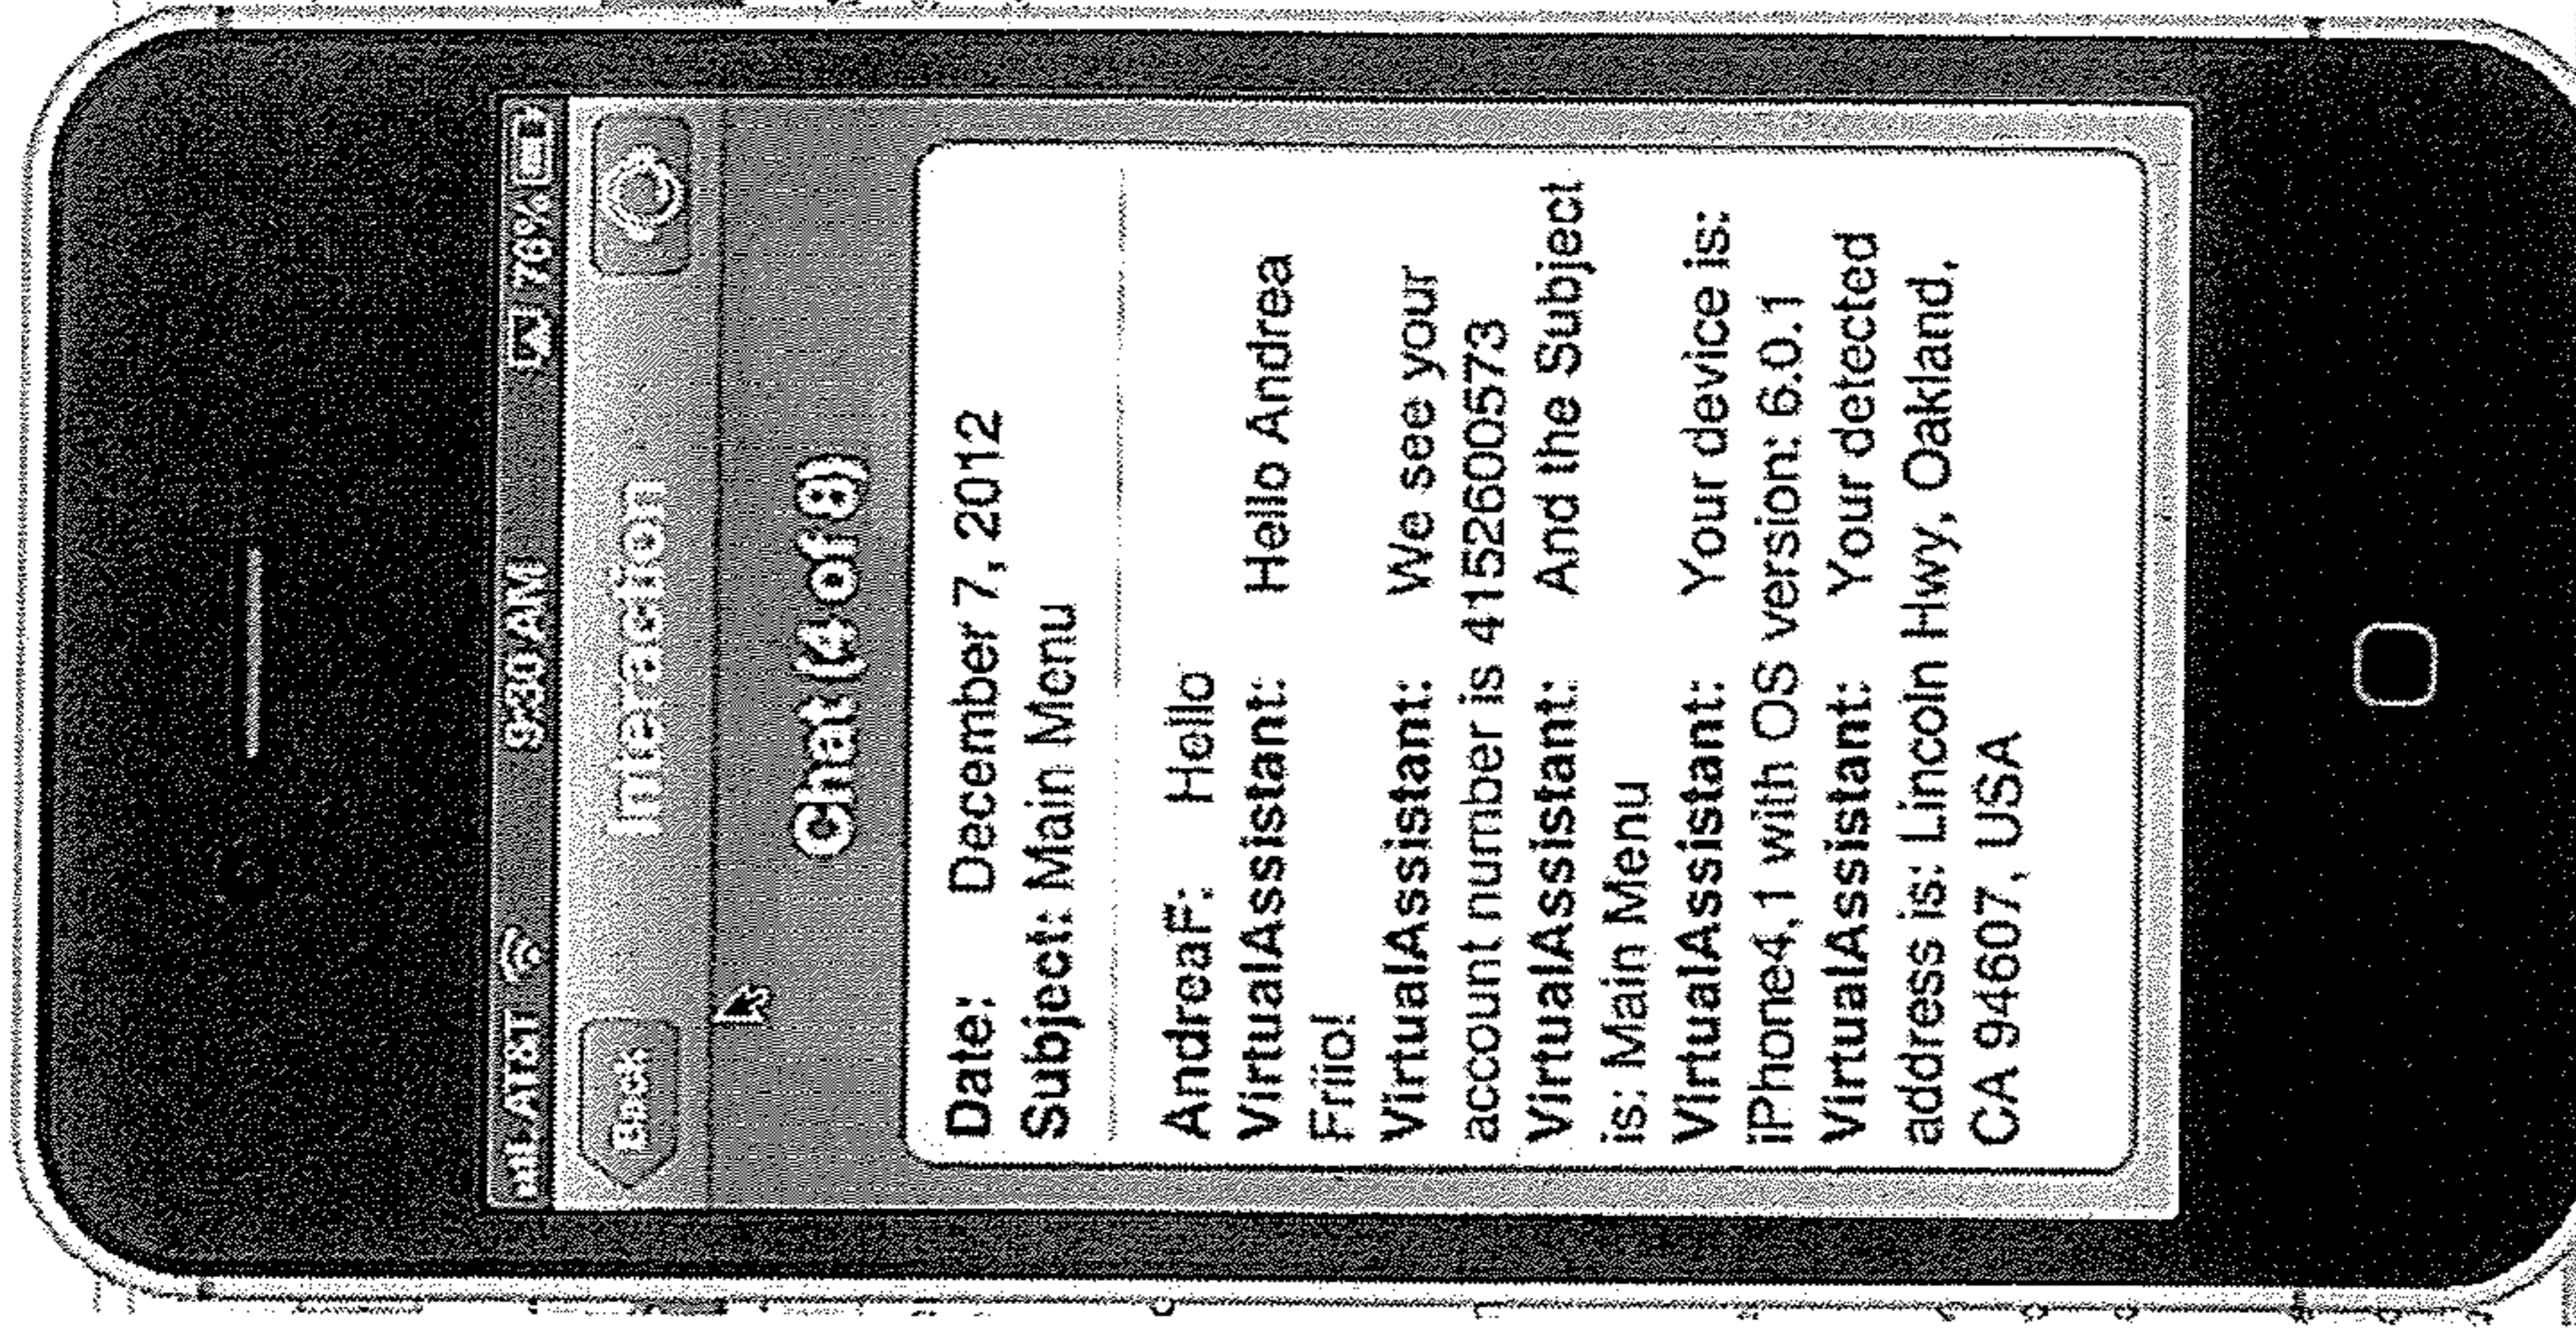 AT&T 9:30 AM 76%
Back Interaction
Chat (4 of 8)
Date: December 7, 2012
Subject: Main Menu
AndreaF: Hello
VirtualAssistant: Hello Andrea
Friio!
VirtualAssistant: We see your
account number is 4152600573
VirtualAssistant: And the Subject
is: Main Menu
VirtualAssistant: Your device is:
iPhone4,1 with OS version: 6.0.1
VirtualAssistant: Your detected
address is: Lincoln Hwy, Oakland,
CA 94607, USA